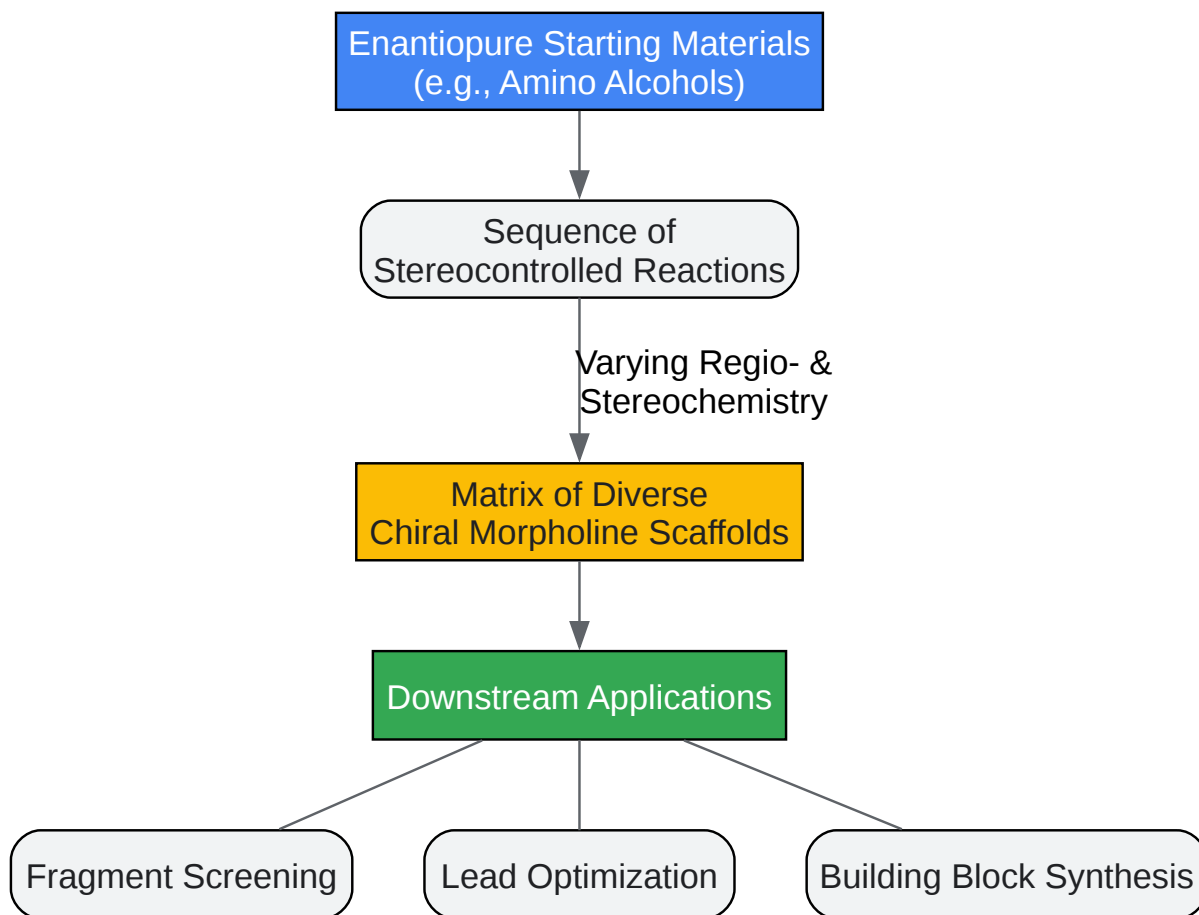 Enantiopure Starting Materials
(e.g., Amino Alcohols)
Sequence of
Stereocontrolled Reactions
Varying Regio- &
Stereochemistry
Matrix of Diverse
Chiral Morpholine Scaffolds
Downstream Applications
Fragment Screening
Lead Optimization
Building Block Synthesis